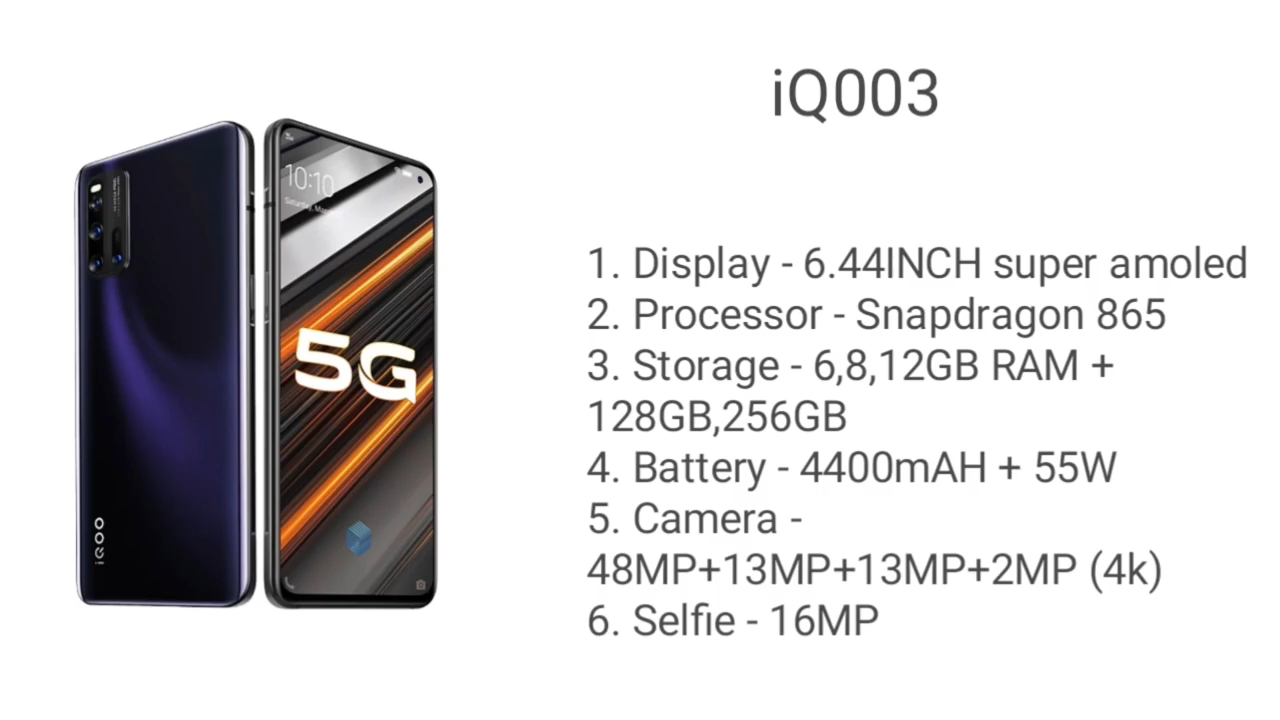 iQ003
10:10
Saturday,
5G
iQOO
1. Display - 6.44INCH super amoled
2. Processor - Snapdragon 865
3. Storage - 6,8,12GB RAM +
128GB,256GB
4. Battery - 4400mAH + 55W
5. Camera -
48MP+13MP+13MP+2MP (4k)
6. Selfie - 16MP